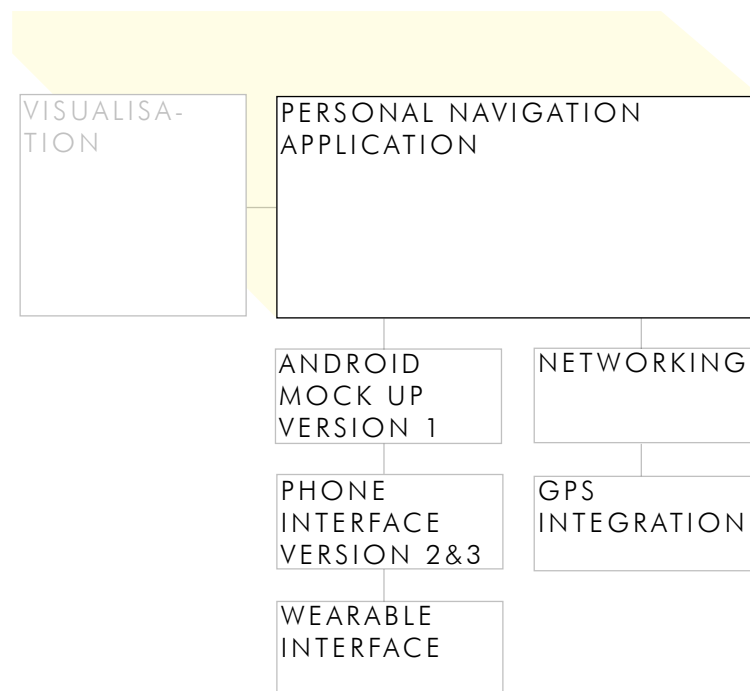 VISUALISA-
TION
PERSONAL NAVIGATION
APPLICATION
ANDROID
MOCK UP
VERSION 1
NETWORKING
PHONE
INTERFACE
VERSION 2&3
GPS
INTEGRATION
WEARABLE
INTERFACE